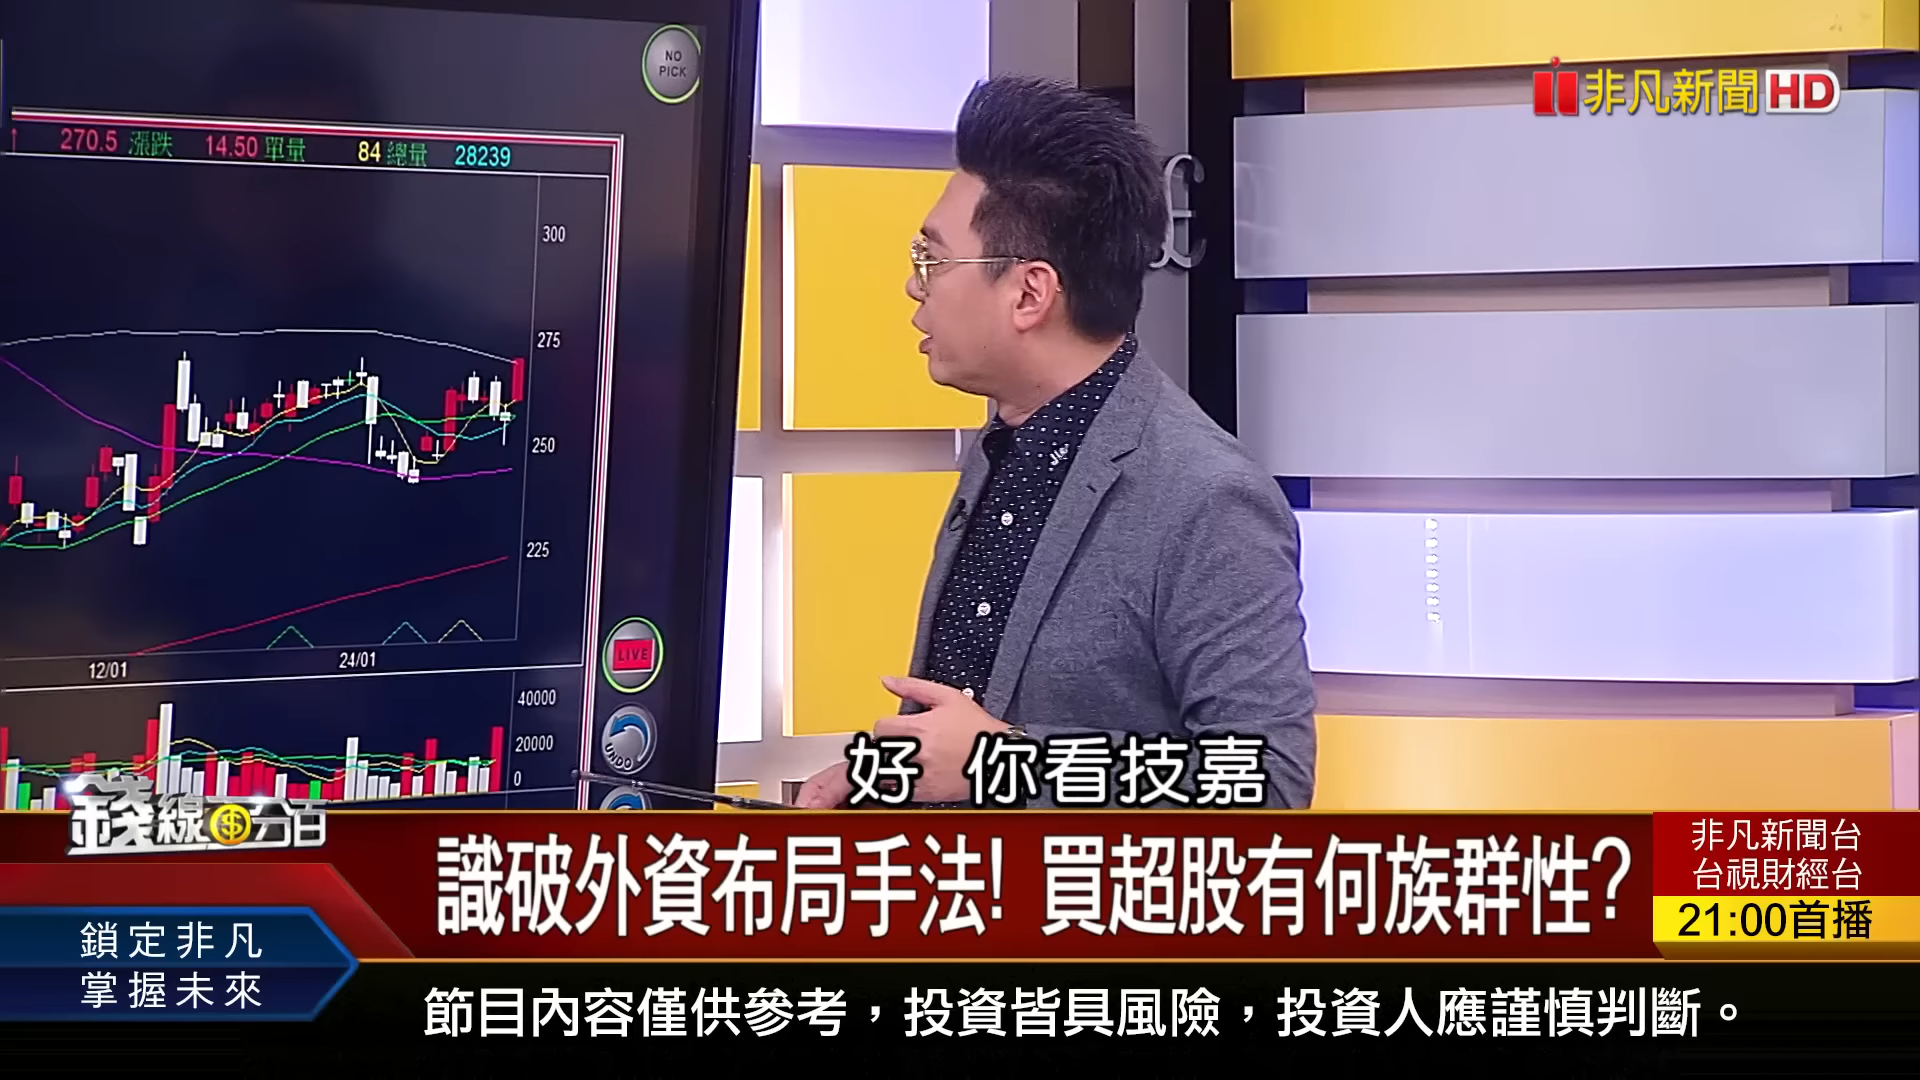 NO
PICK
非凡新聞HD
270.5 漲跌 14.50 單量 84 總量 28239
300
275
250
225
12/01
24/01
40000
20000
0
LIVE
UNDO
£
好 你看技嘉
錢線百分百
識破外資布局手法! 買超股有何族群性?
非凡新聞台
台視財經台
21:00首播
鎖定非凡
掌握未來
節目內容僅供參考，投資皆具風險，投資人應謹慎判斷。